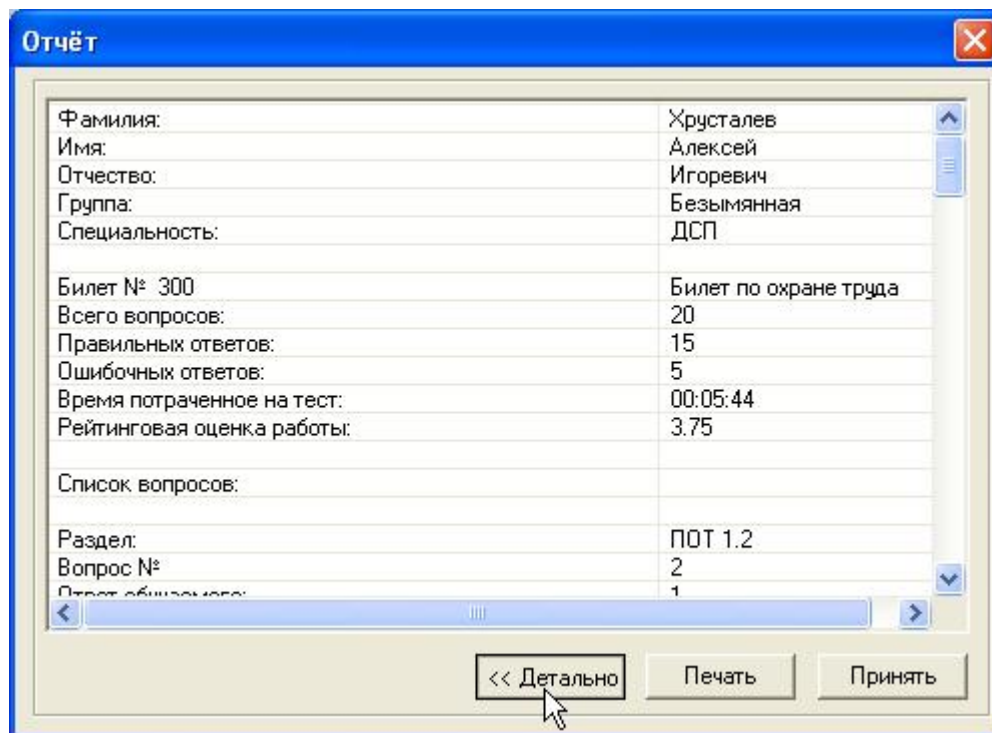 Отчёт
Фамилия: Хрусталев
Имя: Алексей
Отчество: Игоревич
Группа: Безымянная
Специальность: ДСП
Билет № 300 Билет по охране труда
Всего вопросов: 20
Правильных ответов: 15
Ошибочных ответов: 5
Время потраченное на тест: 00:05:44
Рейтинговая оценка работы: 3.75
Список вопросов:
Раздел: ПОТ 1.2
Вопрос № 2
Ответ обучаемого: 1
<< Детально Печать Принять